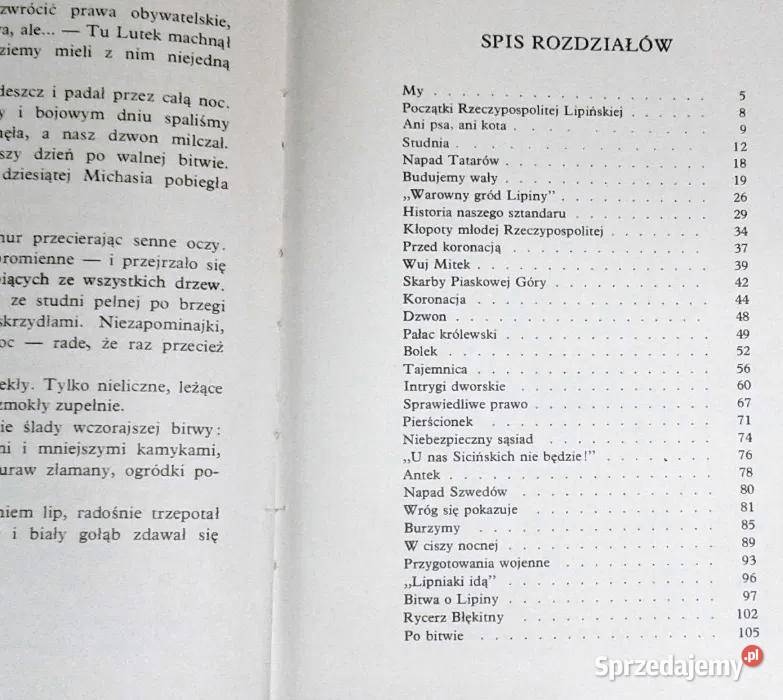 zwrócić prawa obywatelskie,
a, ale... — Tu Lutek machnął
ziemy mieli z nim niejedną
deszcz i padał przez całą noc.
y i bojowym dniu spaliśmy
nęła, a nasz dzwon milczał.
szy dzień po walnej bitwie.
dziesiątej Michasia pobiegła
nur przecierając senne oczy.
promienne — i przejrzało się
iących ze wszystkich drzew.
ze studni pełnej po brzegi
skrzydłami. Niezapominajki,
oc — rade, że raz przecież
ekły. Tylko nieliczne, leżące
zmokły zupełnie.
ie ślady wczorajszej bitwy:
ni i mniejszymi kamykami,
uraw złamany, ogródki po-
niem lip, radośnie trzepotał
i biały gołąb zdawał się
SPIS ROZDZIAŁÓW
My . . . . . . . . . . . . . . . 5
Początki Rzeczypospolitej Lipińskiej . . . . . 8
Ani psa, ani kota . . . . . . . . . . . 9
Studnia . . . . . . . . . . . . . . 12
Napad Tatarów . . . . . . . . . . . 18
Budujemy wały . . . . . . . . . . . 19
„Warowny gród Lipiny” . . . . . . . . . 26
Historia naszego sztandaru . . . . . . . . 29
Kłopoty młodej Rzeczypospolitej . . . . . . 34
Przed koronacją . . . . . . . . . . . 37
Wuj Mitek . . . . . . . . . . . . . 39
Skarby Piaskowej Góry . . . . . . . . . 42
Koronacja . . . . . . . . . . . . . 44
Dzwon . . . . . . . . . . . . . . 48
Pałac królewski . . . . . . . . . . . 49
Bolek . . . . . . . . . . . . . . 52
Tajemnica . . . . . . . . . . . . . 56
Intrygi dworskie . . . . . . . . . . . 60
Sprawiedliwe prawo . . . . . . . . . . 67
Pierścionek . . . . . . . . . . . . . 71
Niebezpieczny sąsiad . . . . . . . . . . 74
„U nas Sicińskich nie będzie!” . . . . . . . 76
Antek . . . . . . . . . . . . . . 78
Napad Szwedów . . . . . . . . . . . 80
Wróg się pokazuje . . . . . . . . . . 81
Burzymy . . . . . . . . . . . . . 85
W ciszy nocnej . . . . . . . . . . . 89
Przygotowania wojenne . . . . . . . . . 93
„Lipniaki idą” . . . . . . . . . . . . 96
Bitwa o Lipiny . . . . . . . . . . . 97
Rycerz Błękitny . . . . . . . . . . . 102
Po bitwie . . . . . . . . . . . . . 105
Sprzedajemy.pl